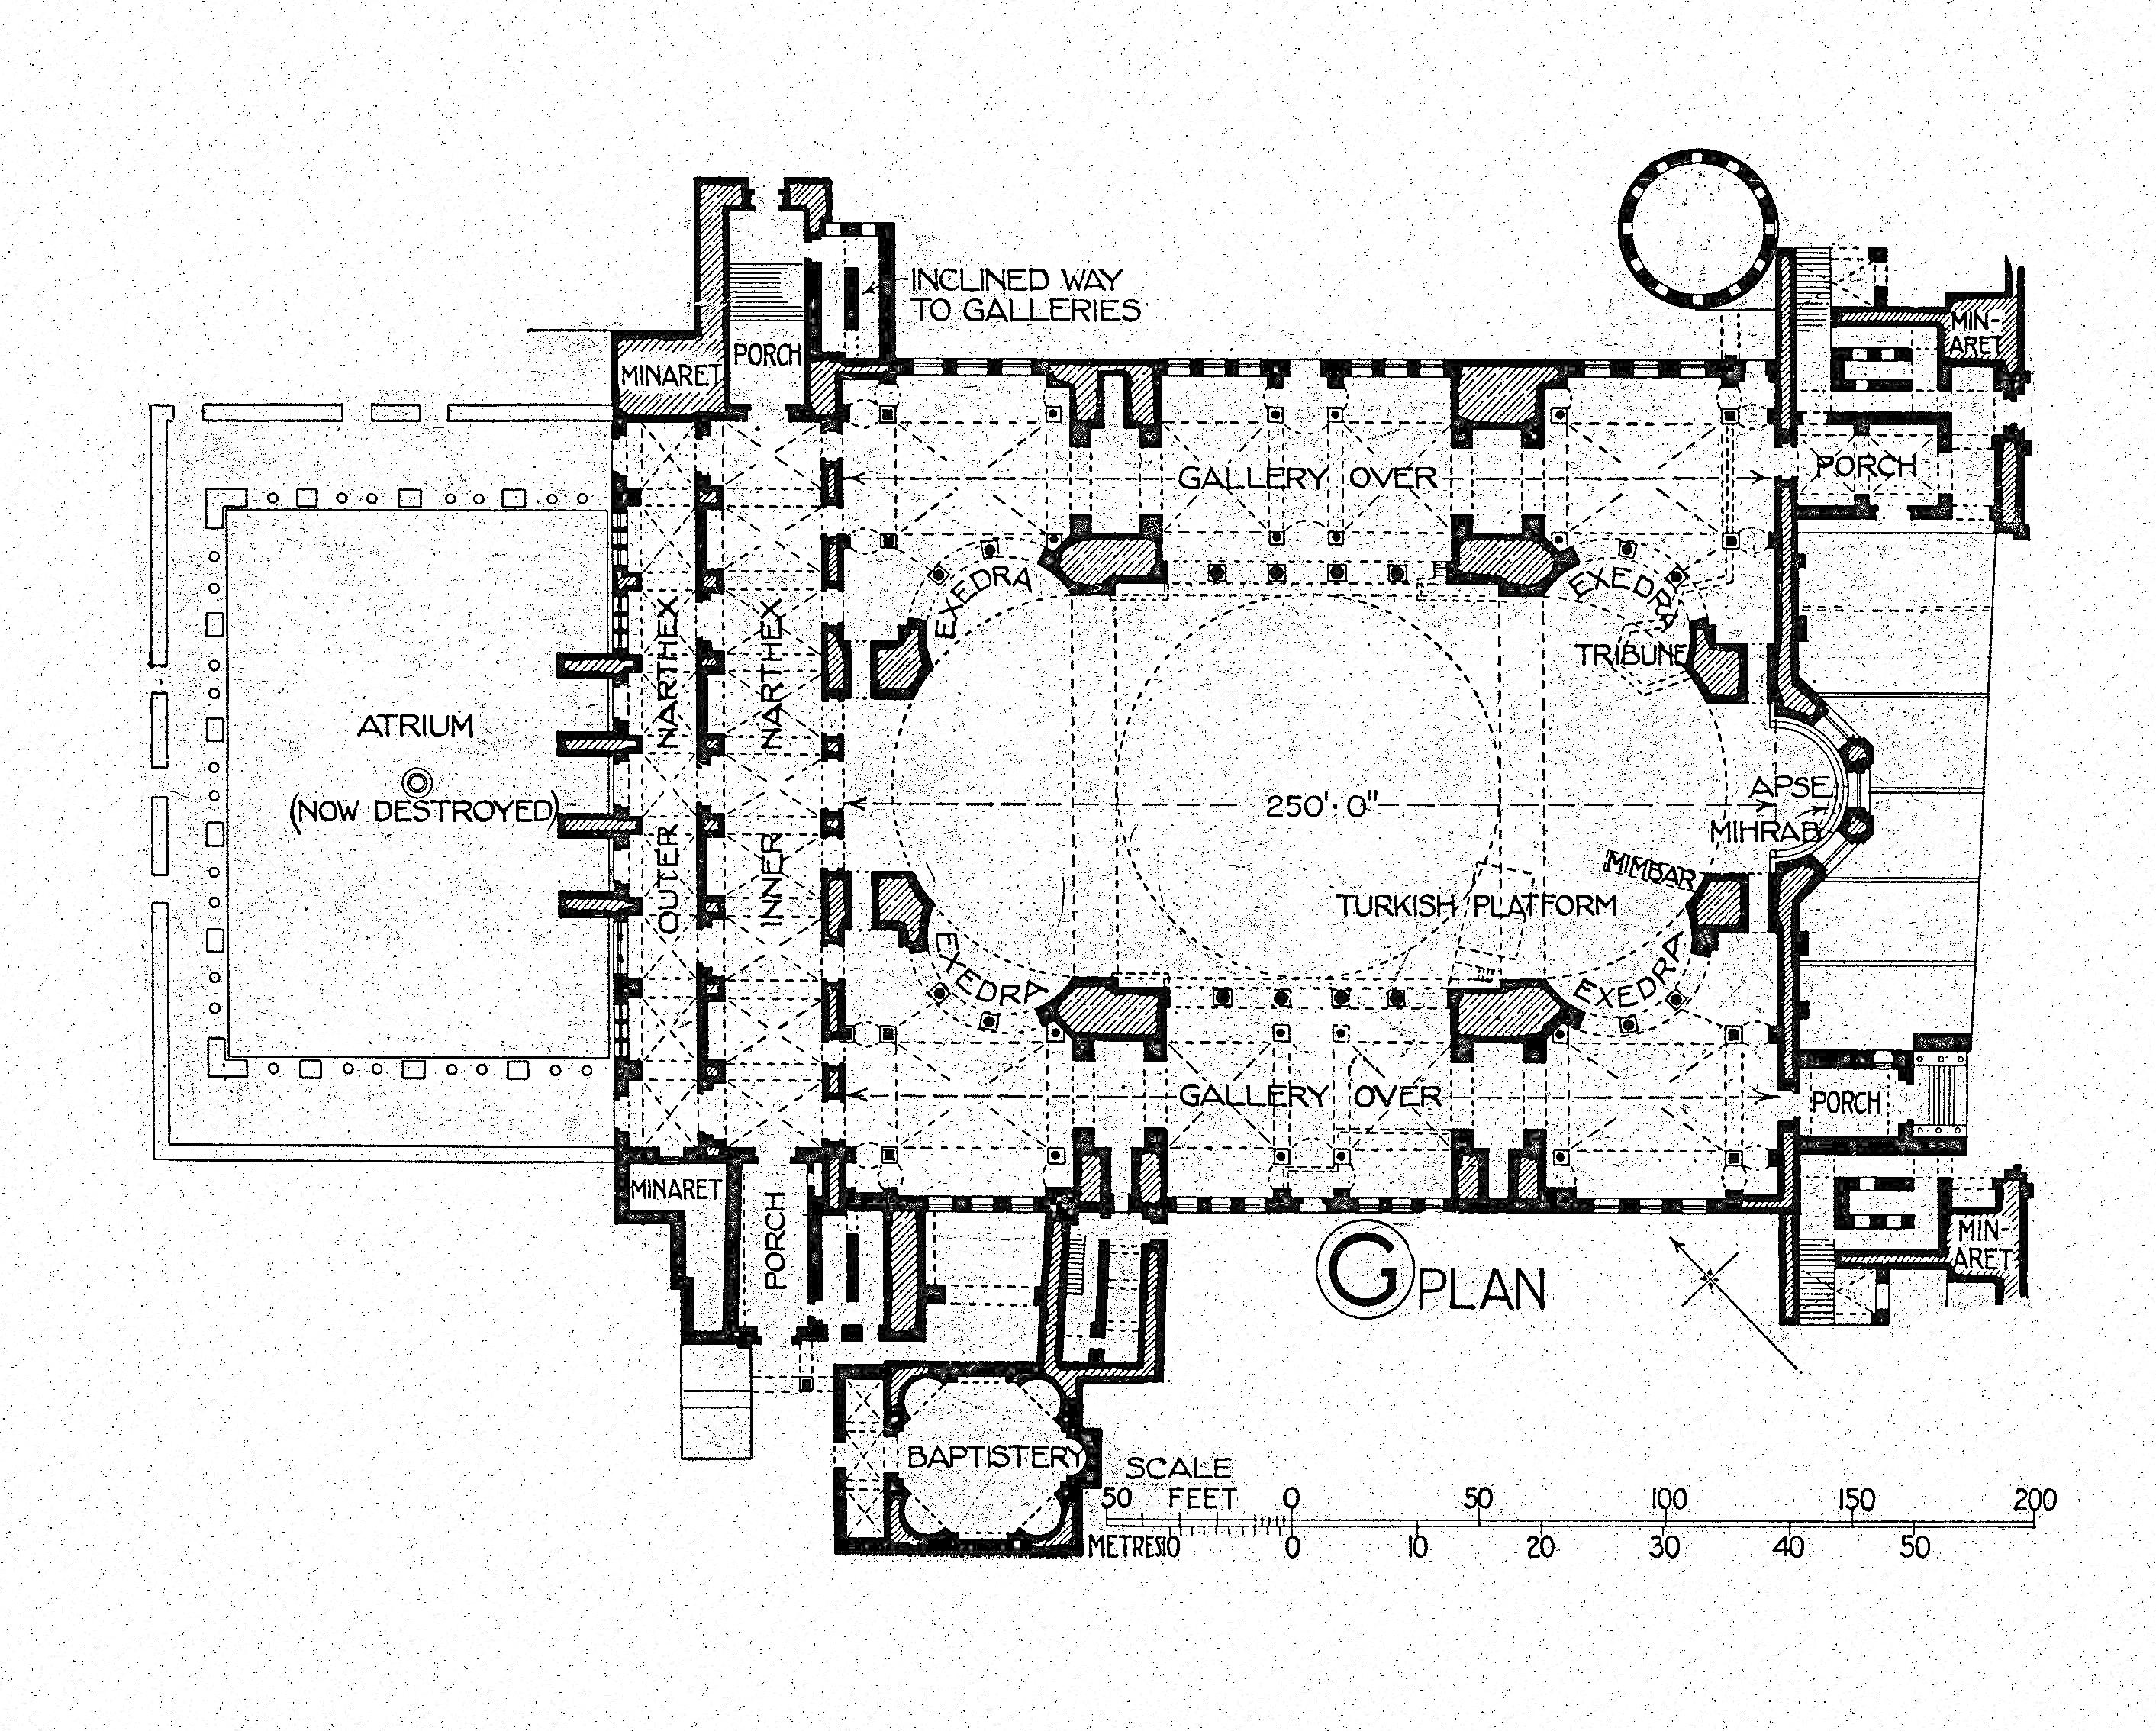 INCLINED WAY
TO GALLERIES
MIN-
ARET
PORCH
MINARET
GALLERY OVER
PORCH
EXEDRA
EXEDRA
OUTER NARTHEX
INNER NARTHEX
TRIBUNE
ATRIUM
(NOW DESTROYED)
250'·0"
APSE
MIHRAB
MIMBAR
TURKISH PLATFORM
EXEDRA
EXEDRA
GALLERY OVER
PORCH
MINARET
PORCH
MIN-
ARET
G PLAN
BAPTISTERY
SCALE
50 FEET 0 50 100 150 200
METRES 10 0 10 20 30 40 50